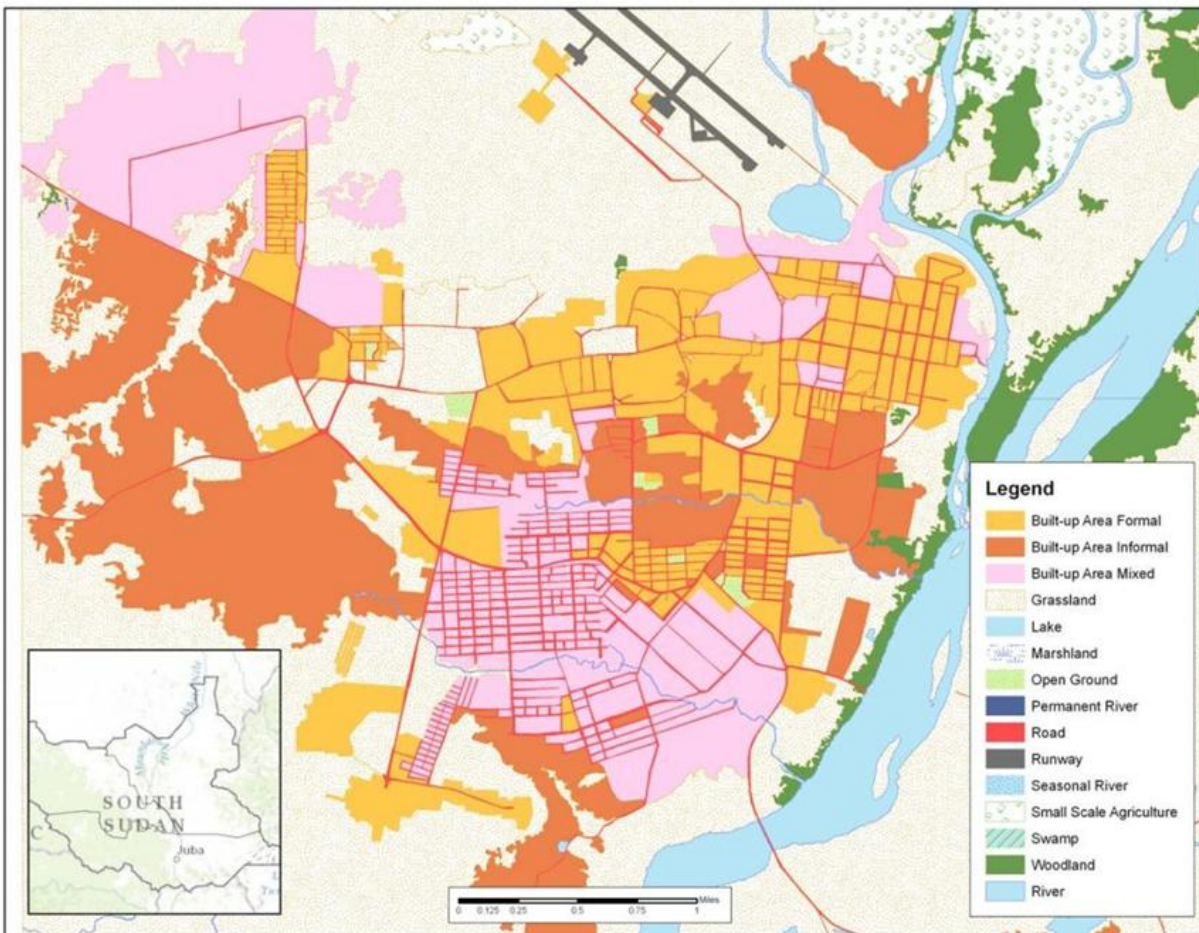 Legend
Built-up Area Formal
Built-up Area Informal
Built-up Area Mixed
Grassland
Lake
Marshland
Open Ground
Permanent River
Road
Runway
Seasonal River
Small Scale Agriculture
Swamp
Woodland
River
SOUTH
SUDAN
Juba
C
Miles
0 0.125 0.25 0.5 0.75 1